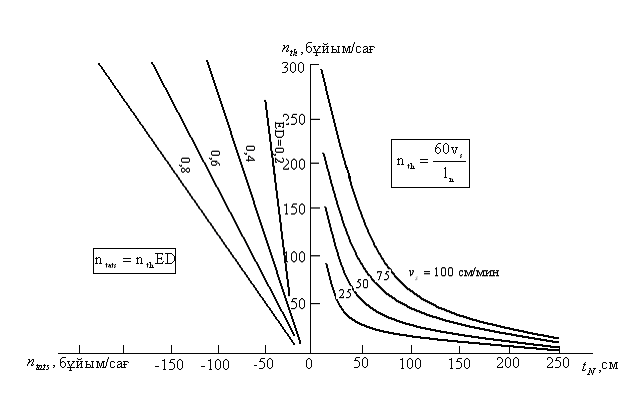 n_th, бұйым/сағ
300
250
200
150
100
50
ED=0,2
0,4
0,6
0,8
n_th = 60v_s / l_n
n_tats = n_th ED
v_s = 100 см/мин
75
50
25
n_tats, бұйым/сағ -150 -100 -50 0 50 100 150 200 250 t_N, см